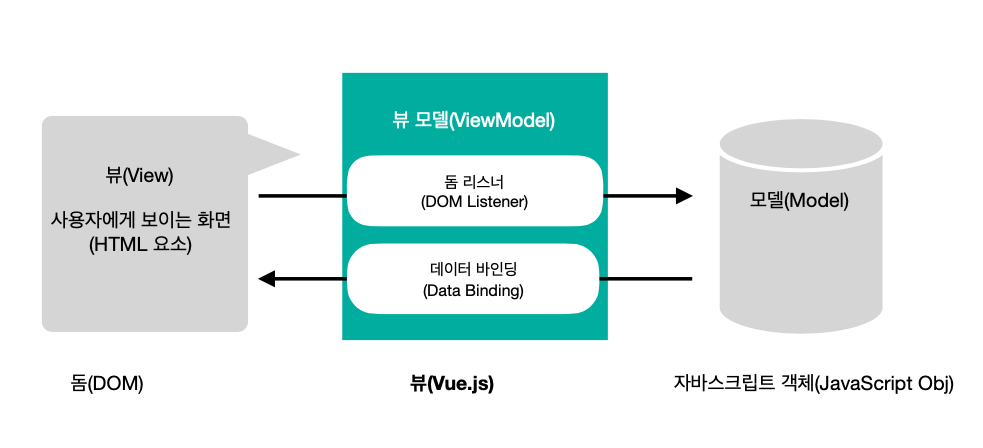 뷰 모델(ViewModel)
뷰(View)
사용자에게 보이는 화면
(HTML 요소)
돔 리스너
(DOM Listener)
데이터 바인딩
(Data Binding)
모델(Model)
돔(DOM)
뷰(Vue.js)
자바스크립트 객체(JavaScript Obj)